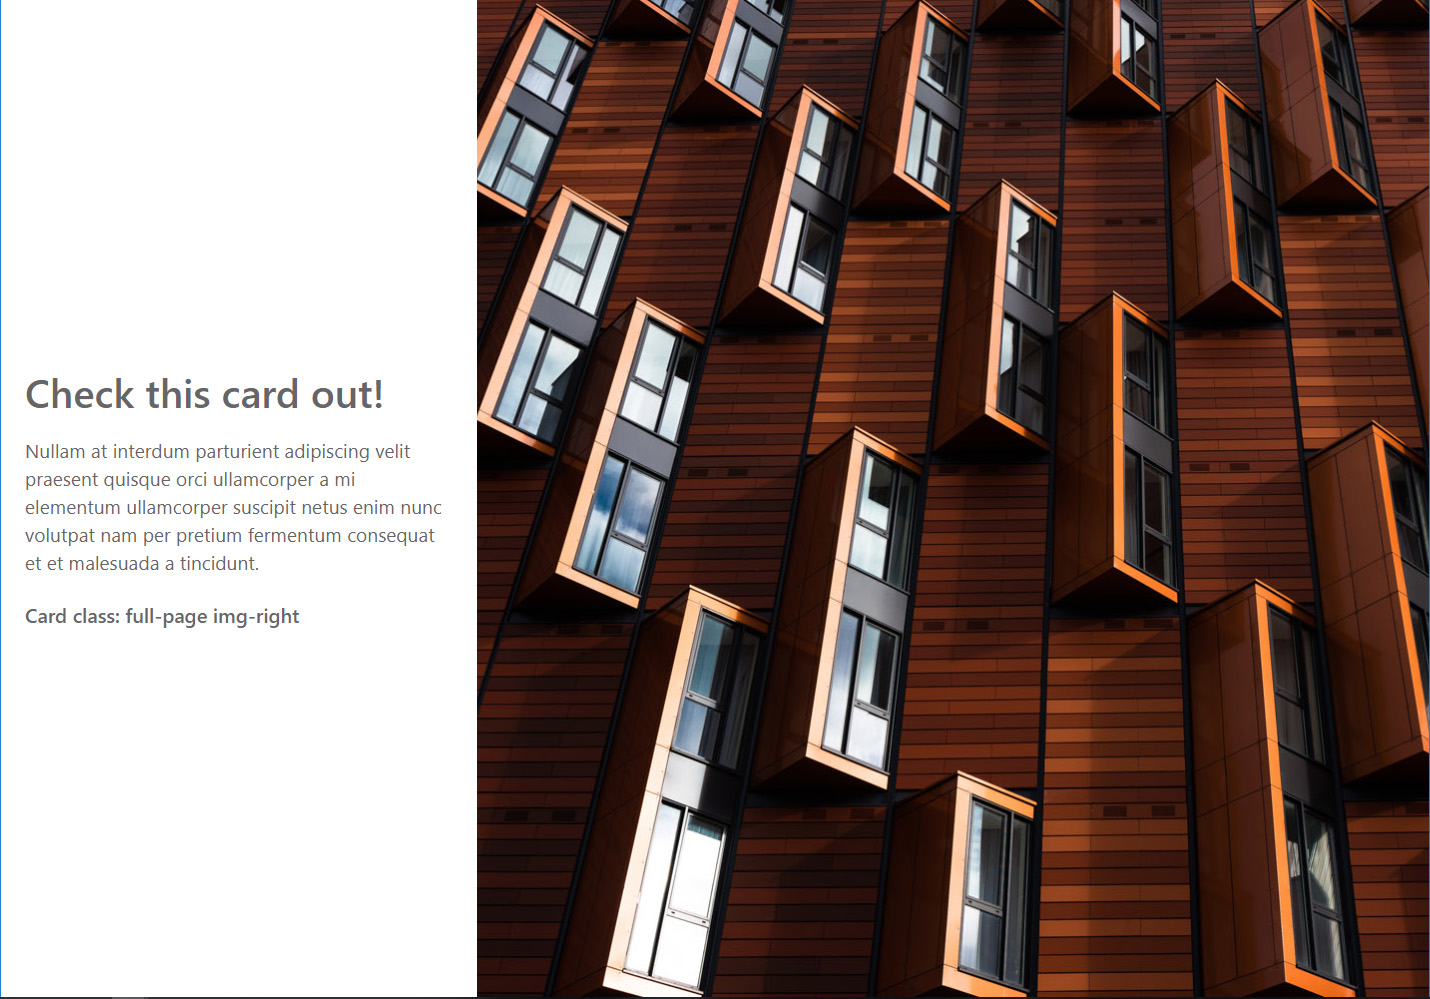 Check this card out!
Nullam at interdum parturient adipiscing velit
praesent quisque orci ullamcorper a mi
elementum ullamcorper suscipit netus enim nunc
volutpat nam per pretium fermentum consequat
et et malesuada a tincidunt.
Card class: full-page img-right